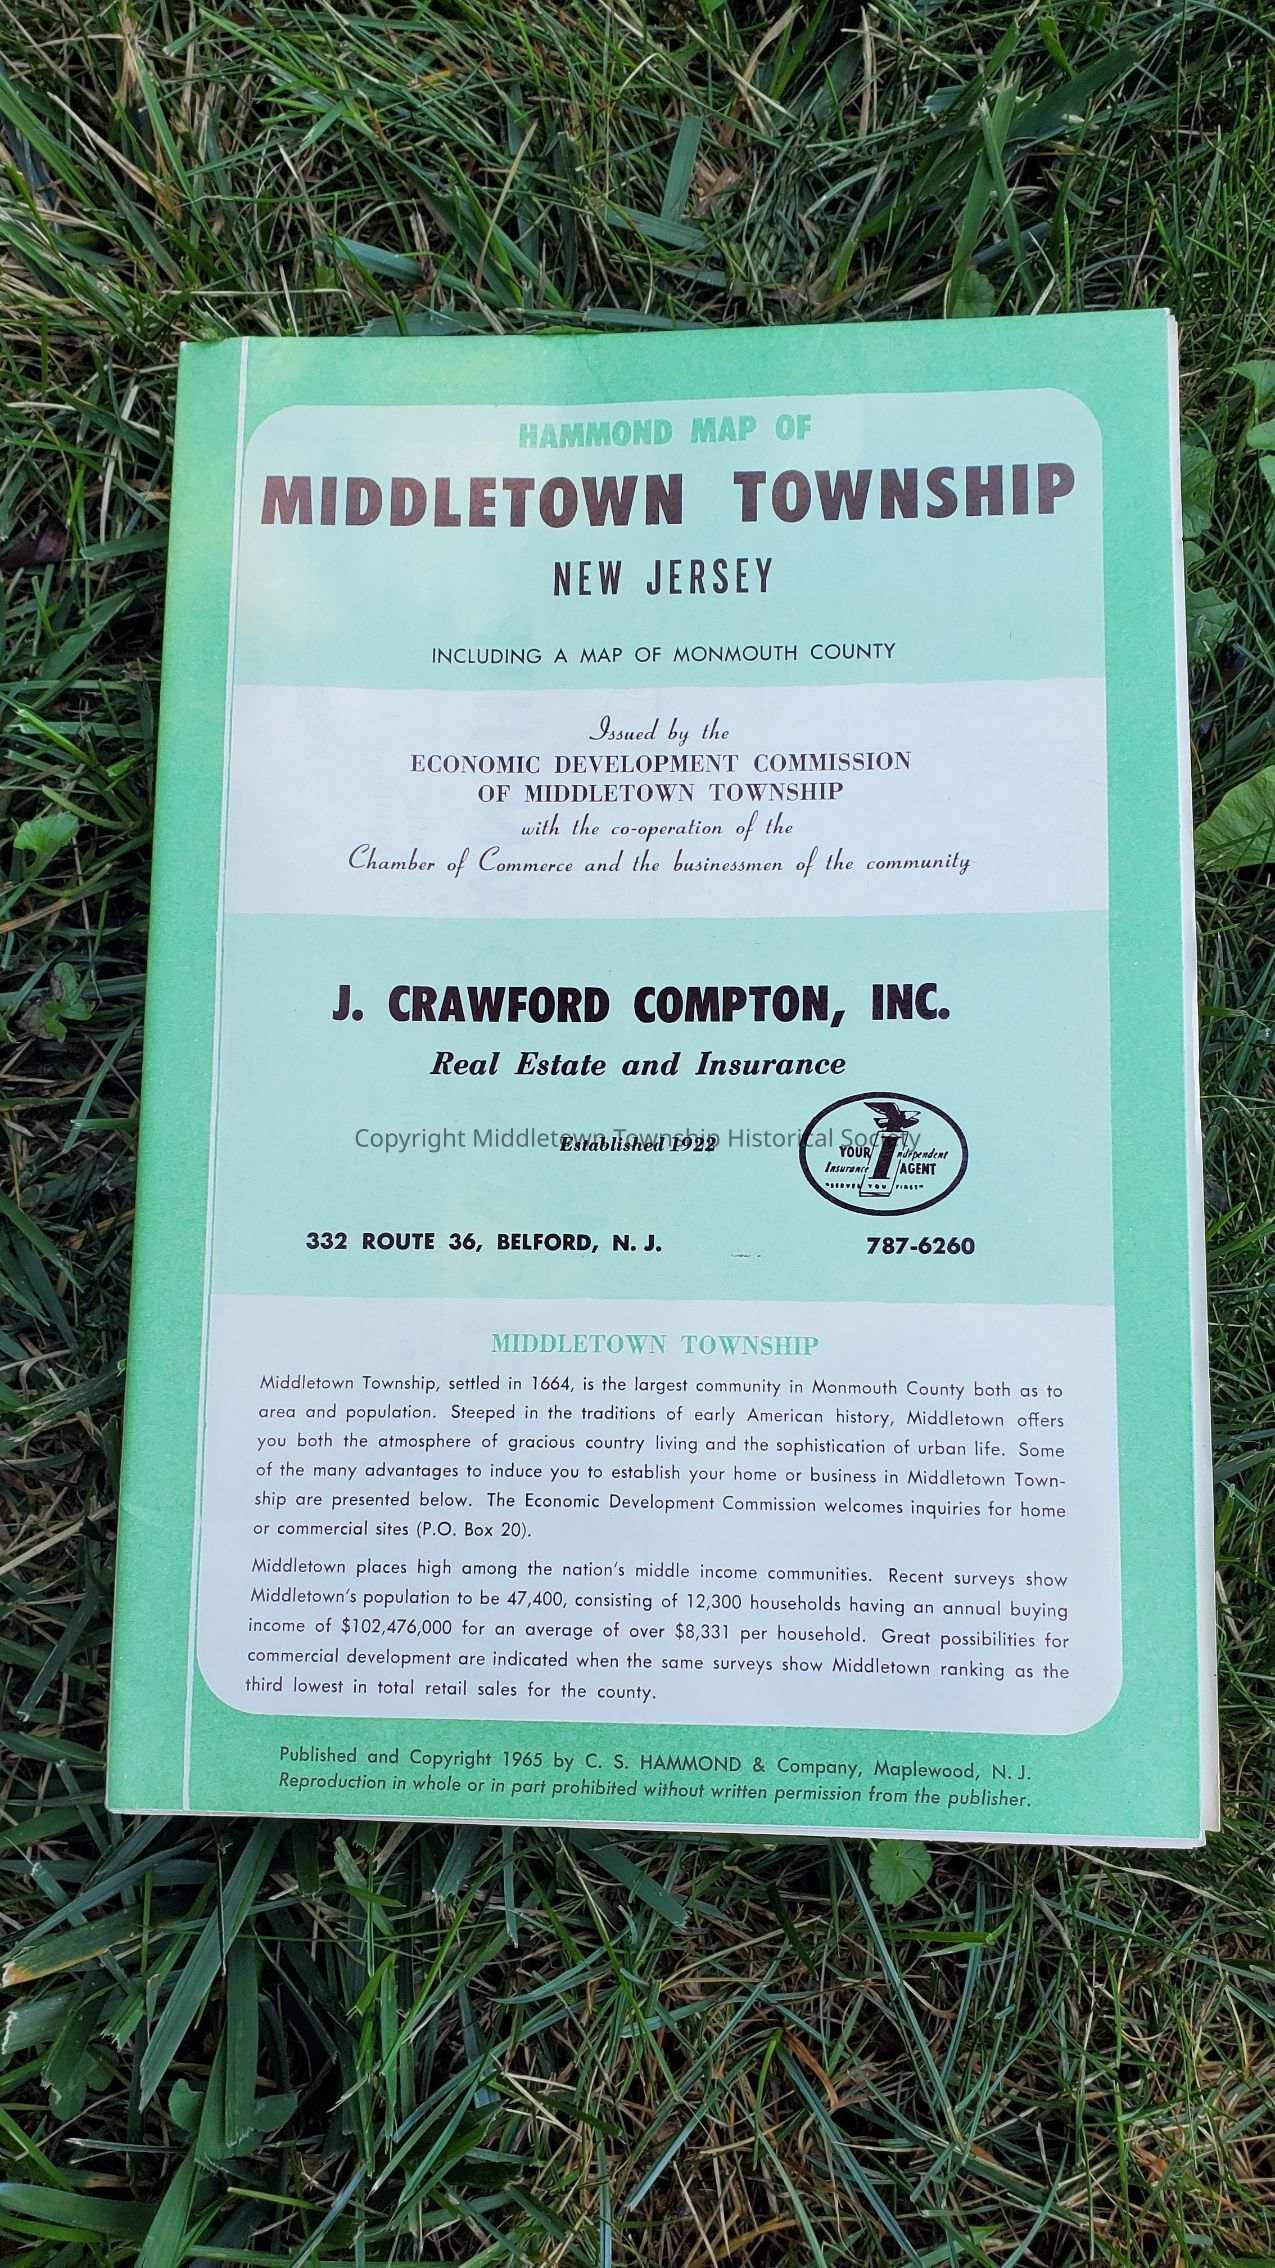 HAMMOND MAP OF
MIDDLETOWN TOWNSHIP
NEW JERSEY
INCLUDING A MAP OF MONMOUTH COUNTY
Issued by the
ECONOMIC DEVELOPMENT COMMISSION
OF MIDDLETOWN TOWNSHIP
with the co-operation of the
Chamber of Commerce and the businessmen of the community
J. CRAWFORD COMPTON, INC.
Real Estate and Insurance
Copyright Middletown Township Historical Society
Established 1922
YOUR Independent
Insurance AGENT
"SERVES YOU FIRST"
332 ROUTE 36, BELFORD, N. J. 787-6260
MIDDLETOWN TOWNSHIP
Middletown Township, settled in 1664, is the largest community in Monmouth County both as to
area and population. Steeped in the traditions of early American history, Middletown offers
you both the atmosphere of gracious country living and the sophistication of urban life. Some
of the many advantages to induce you to establish your home or business in Middletown Town-
ship are presented below. The Economic Development Commission welcomes inquiries for home
or commercial sites (P.O. Box 20).
Middletown places high among the nation's middle income communities. Recent surveys show
Middletown's population to be 47,400, consisting of 12,300 households having an annual buying
income of $102,476,000 for an average of over $8,331 per household. Great possibilities for
commercial development are indicated when the same surveys show Middletown ranking as the
third lowest in total retail sales for the county.
Published and Copyright 1965 by C. S. HAMMOND & Company, Maplewood, N. J.
Reproduction in whole or in part prohibited without written permission from the publisher.